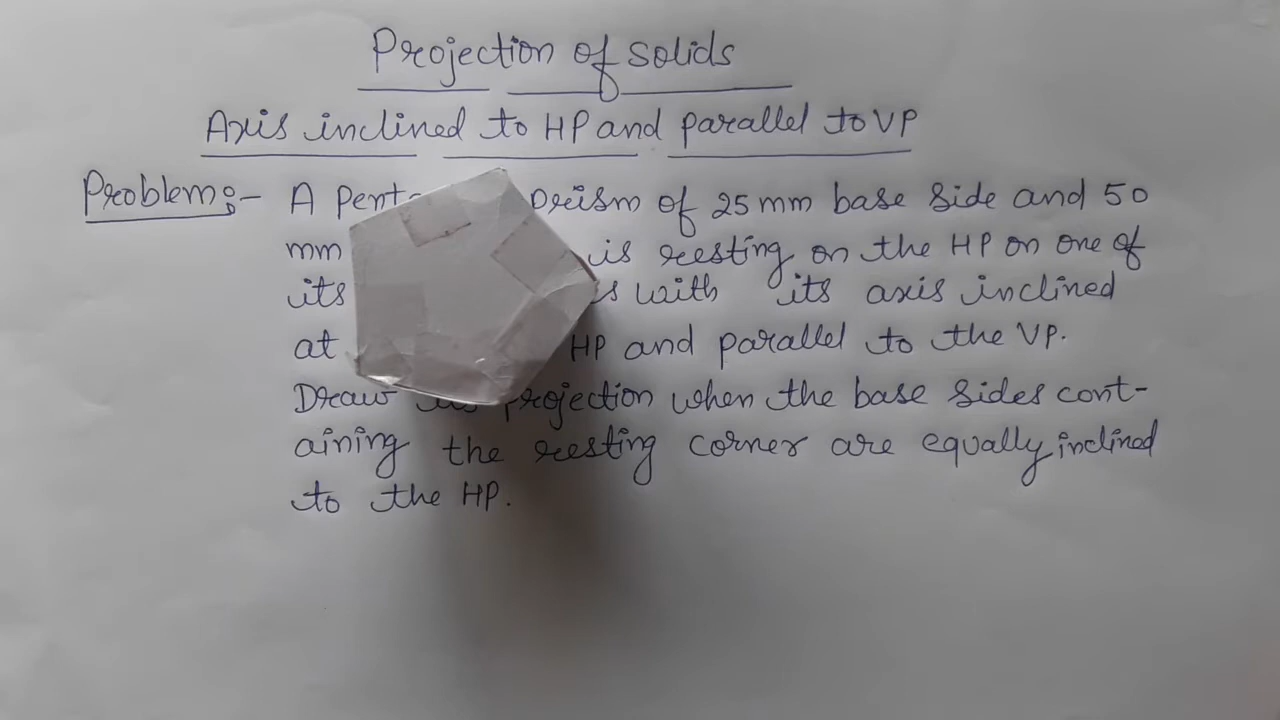 Projection of solids
Axis inclined to HP and parallel to VP
Problem:- A prism of 25 mm base side and 50
mm is resting on the HP on one of
its with its axis inclined
at HP and parallel to the VP.
Draw projection when the base sides cont-
aining the resting corner are equally inclined
to the HP.